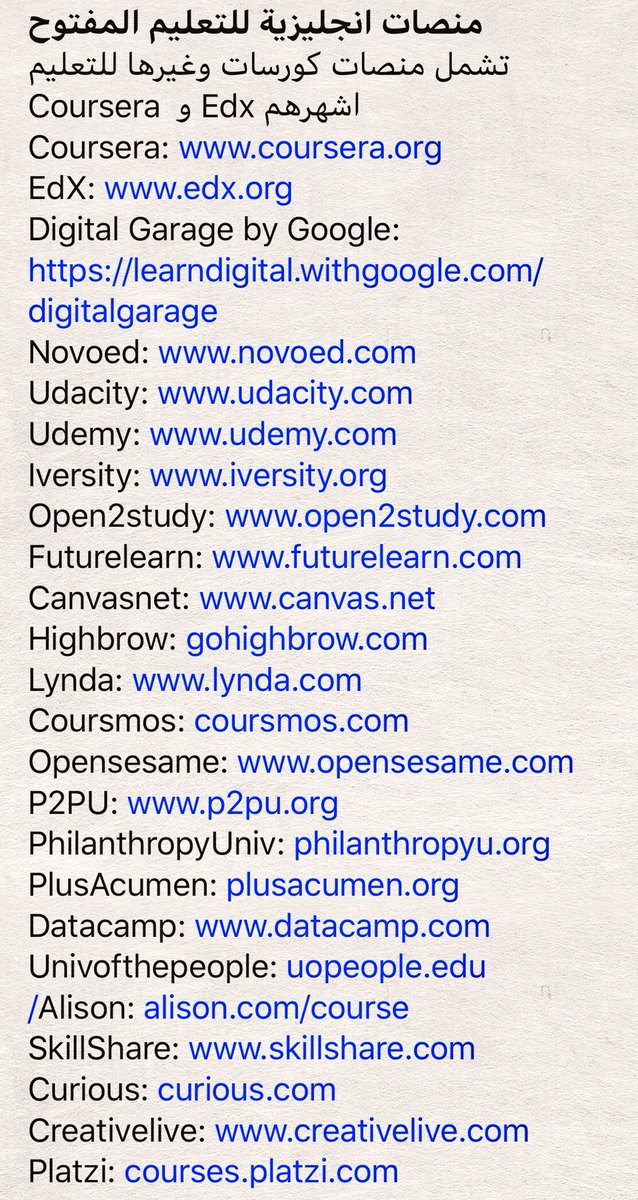 منصات انجليزية للتعليم المفتوح
تشمل منصات كورسات وغيرها للتعليم
اشهرهم Edx و Coursera
Coursera: www.coursera.org
EdX: www.edx.org
Digital Garage by Google:
https://learndigital.withgoogle.com/
digitalgarage
Novoed: www.novoed.com
Udacity: www.udacity.com
Udemy: www.udemy.com
Iversity: www.iversity.org
Open2study: www.open2study.com
Futurelearn: www.futurelearn.com
Canvasnet: www.canvas.net
Highbrow: gohighbrow.com
Lynda: www.lynda.com
Coursmos: coursmos.com
Opensesame: www.opensesame.com
P2PU: www.p2pu.org
PhilanthropyUniv: philanthropyu.org
PlusAcumen: plusacumen.org
Datacamp: www.datacamp.com
Univofthepeople: uopeople.edu
/Alison: alison.com/course
SkillShare: www.skillshare.com
Curious: curious.com
Creativelive: www.creativelive.com
Platzi: courses.platzi.com